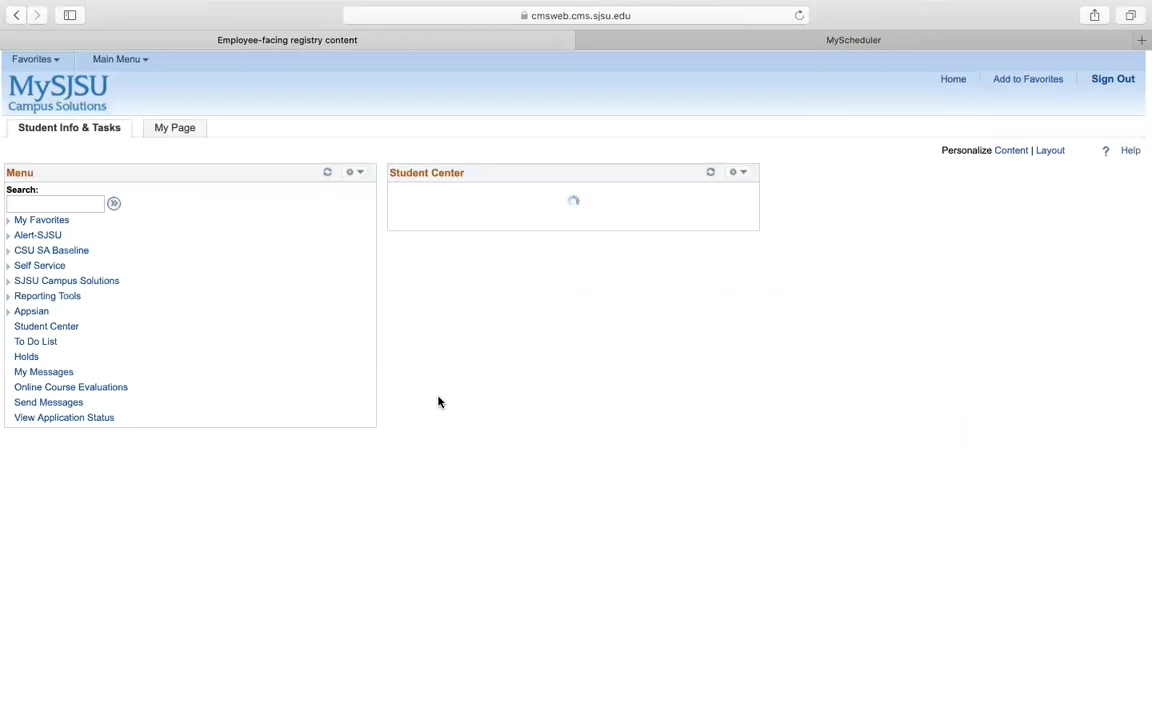 cmsweb.cms.sjsu.edu
Employee-facing registry content
MyScheduler
Favorites
Main Menu
MySJSU
Campus Solutions
Home
Add to Favorites
Sign Out
Student Info & Tasks
My Page
Personalize Content | Layout
? Help
Menu
Search:
My Favorites
Alert-SJSU
CSU SA Baseline
Self Service
SJSU Campus Solutions
Reporting Tools
Appsian
Student Center
To Do List
Holds
My Messages
Online Course Evaluations
Send Messages
View Application Status
Student Center